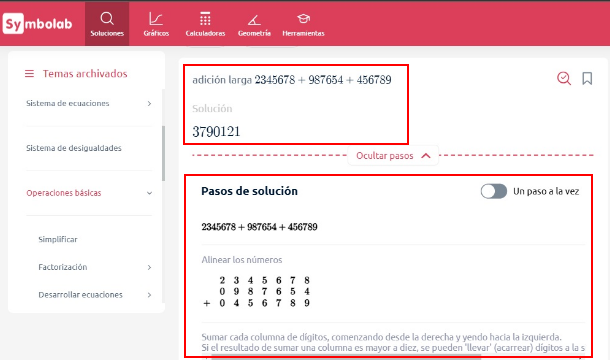 Symbolab
Soluciones
Gráficos
Calculadoras
Geometría
Herramientas
Temas archivados
Sistema de ecuaciones
Sistema de desigualdades
Operaciones básicas
Simplificar
Factorización
Desarrollar ecuaciones
adición larga 2345678 + 987654 + 456789
Solución
3790121
Ocultar pasos
Pasos de solución
Un paso a la vez
2345678 + 987654 + 456789
Alinear los números
2 3 4 5 6 7 8
0 9 8 7 6 5 4
+ 0 4 5 6 7 8 9
Sumar cada columna de dígitos, comenzando desde la derecha y yendo hacia la izquierda.
Si el resultado de sumar una columna es mayor a diez, se pueden 'llevar' (acarrear) dígitos a la s